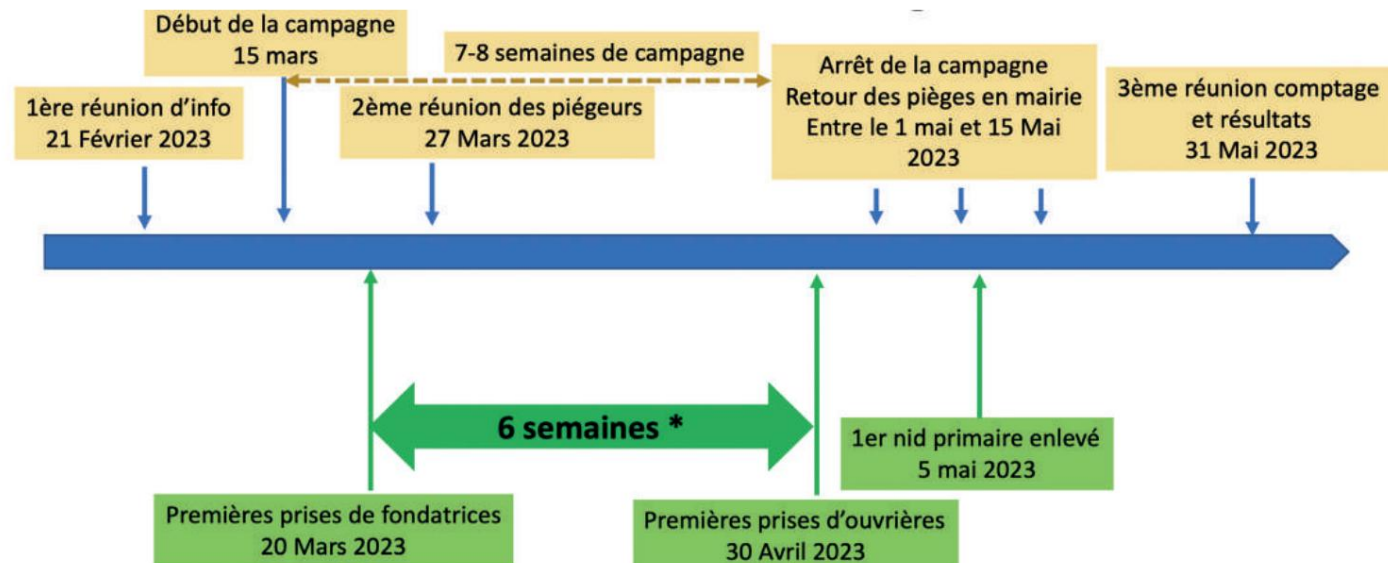 Début de la campagne
15 mars
7-8 semaines de campagne
1ère réunion d'info
21 Février 2023
2ème réunion des piégeurs
27 Mars 2023
Arrêt de la campagne
Retour des pièges en mairie
Entre le 1 mai et 15 Mai
2023
3ème réunion comptage
et résultats
31 Mai 2023
6 semaines *
1er nid primaire enlevé
5 mai 2023
Premières prises de fondatrices
20 Mars 2023
Premières prises d'ouvrières
30 Avril 2023